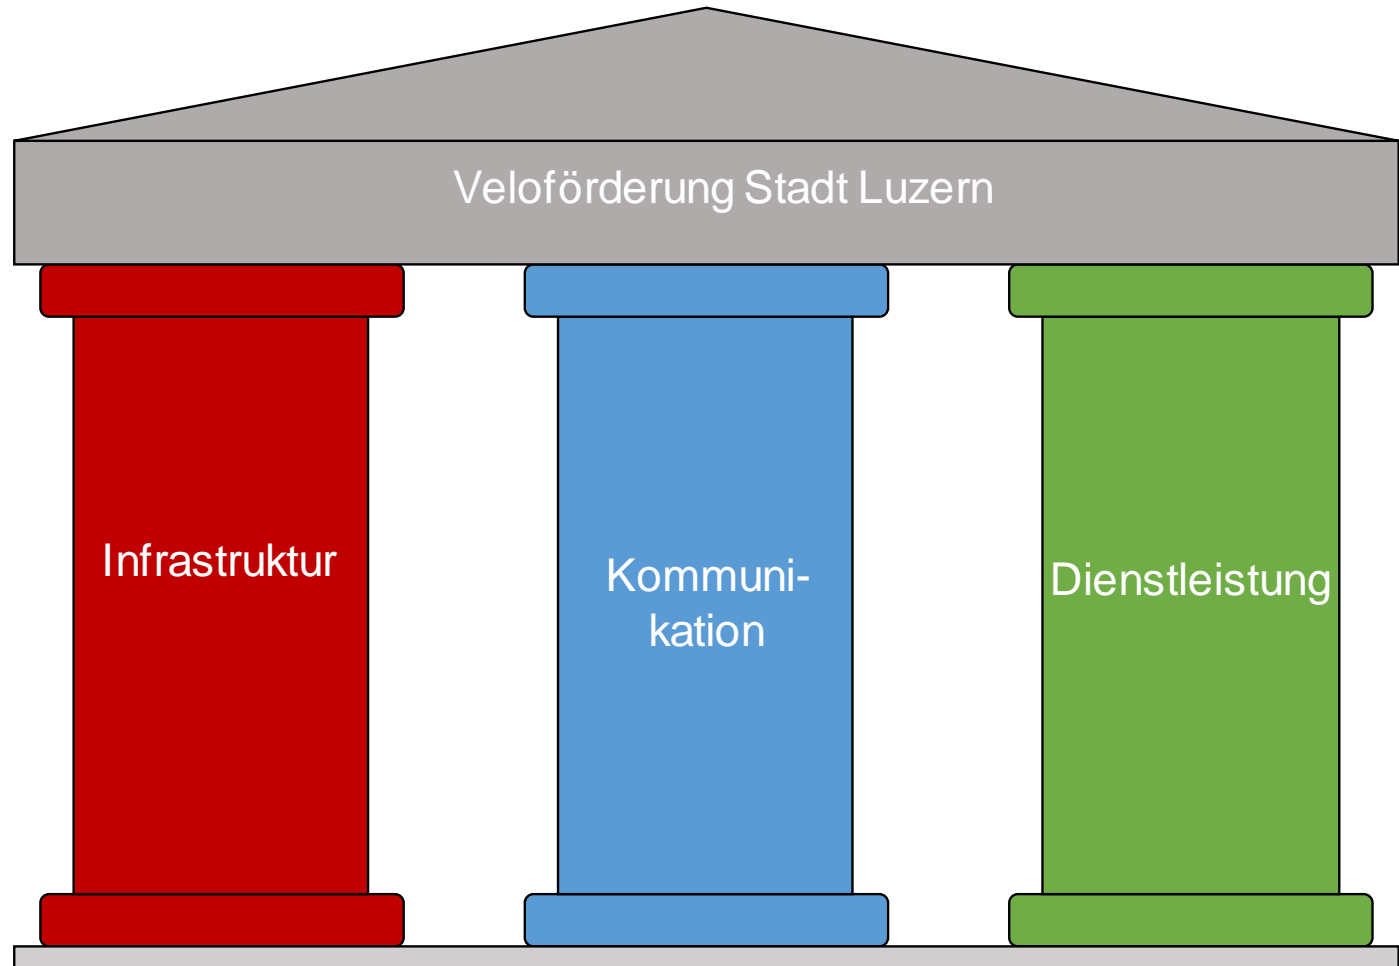 Veloförderung Stadt Luzern
Infrastruktur
Kommuni-
kation
Dienstleistung